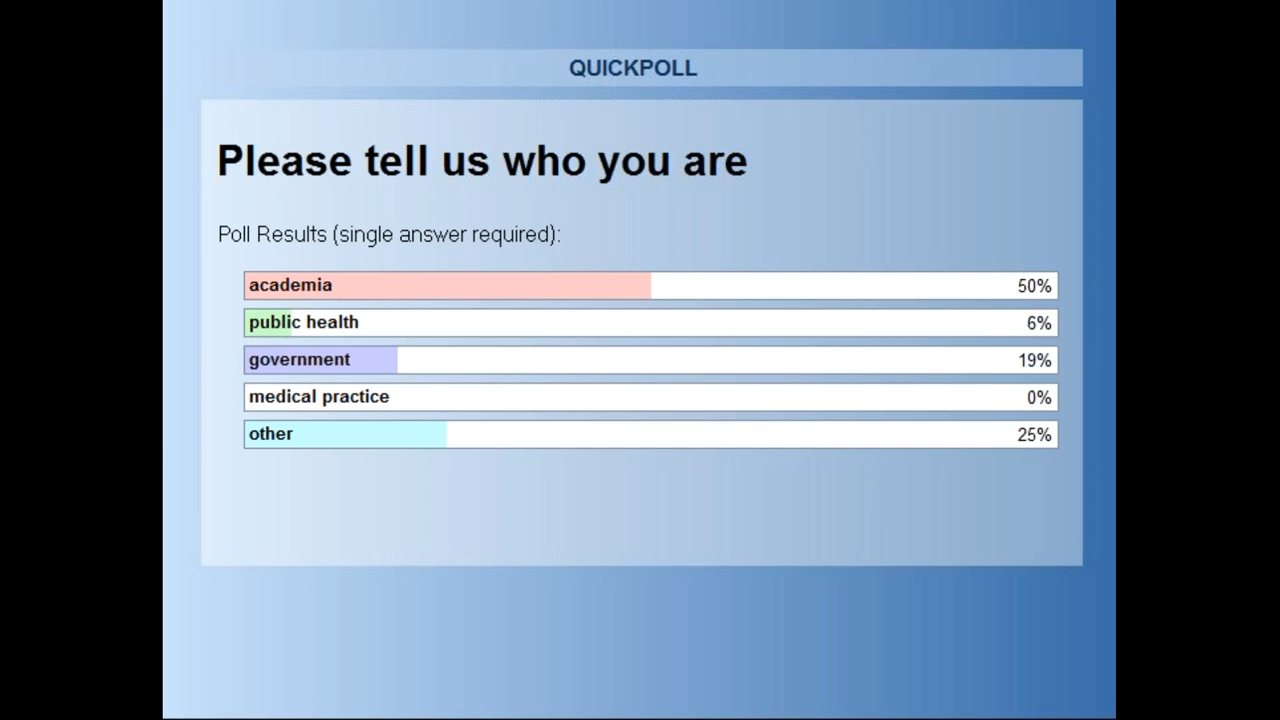 QUICKPOLL
Please tell us who you are
Poll Results (single answer required):
academia 50%
public health 6%
government 19%
medical practice 0%
other 25%